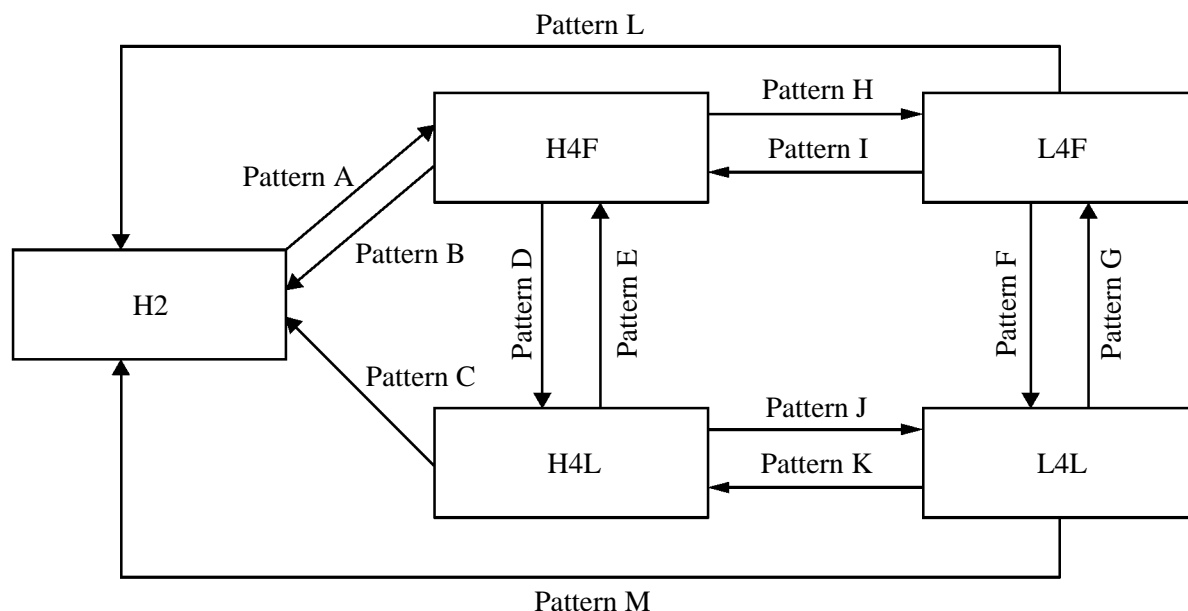 Pattern L
Pattern H
H4F
L4F
Pattern I
Pattern A
Pattern B
Pattern D
Pattern E
Pattern F
Pattern G
H2
Pattern C
Pattern J
H4L
L4L
Pattern K
Pattern M